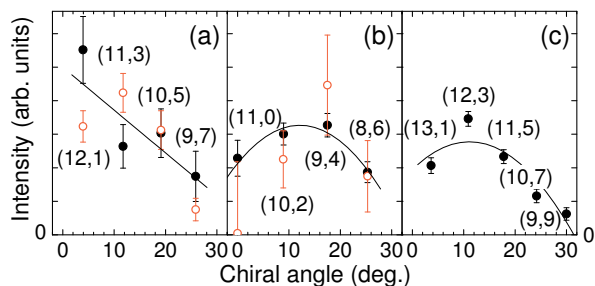 Intensity (arb. units)
0
(a)
(11,3)
(10,5)
(12,1)
(9,7)
(b)
(11,0)
(8,6)
(9,4)
(10,2)
(c)
(12,3)
(13,1)
(11,5)
(10,7)
(9,9)
0
0 10 20 30 0 10 20 30 0 10 20 30
Chiral angle (deg.)